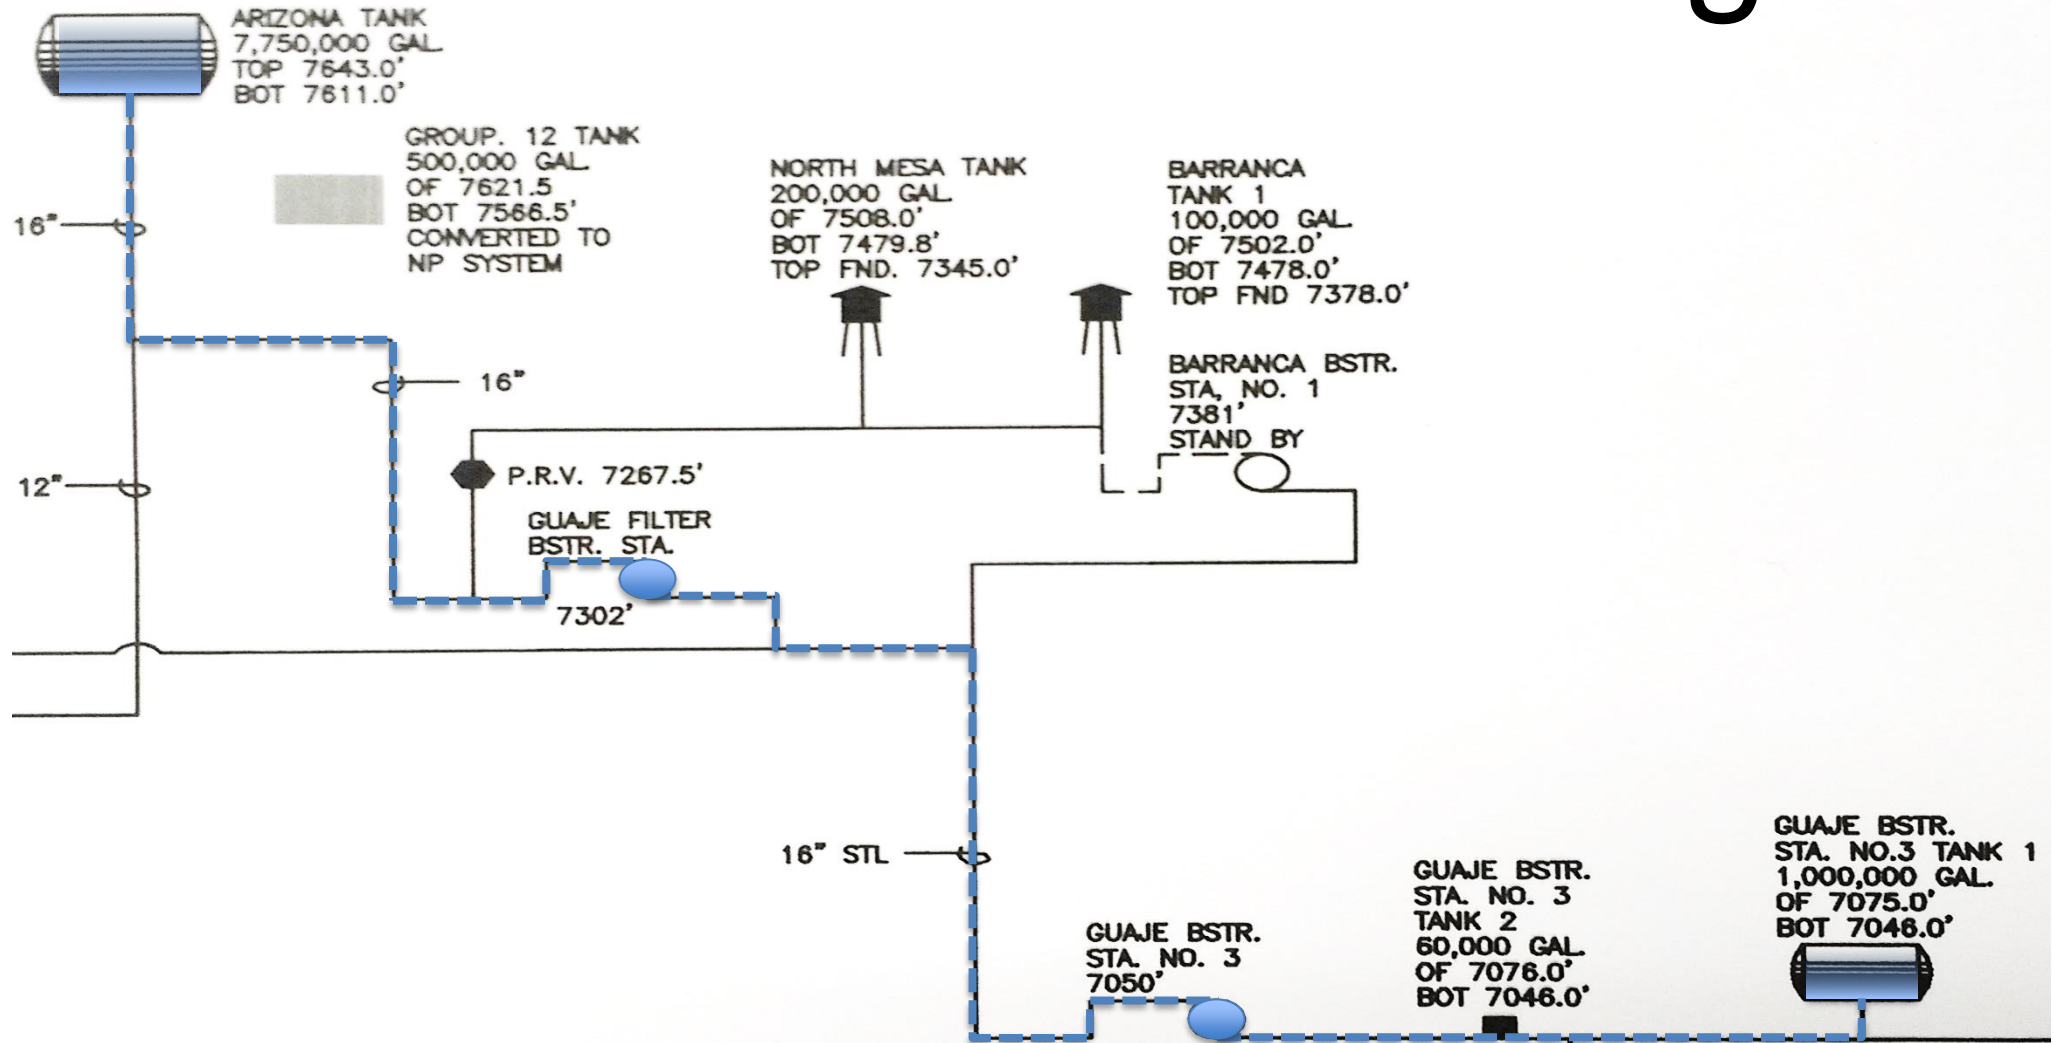 g
ARIZONA TANK
7,750,000 GAL.
TOP 7643.0'
BOT 7611.0'
GROUP. 12 TANK
500,000 GAL.
OF 7621.5
BOT 7566.5'
CONVERTED TO
NP SYSTEM
NORTH MESA TANK
200,000 GAL.
OF 7508.0'
BOT 7479.8'
TOP FND. 7345.0'
BARRANCA
TANK 1
100,000 GAL.
OF 7502.0'
BOT 7478.0'
TOP FND 7378.0'
16"
16"
BARRANCA BSTR.
STA, NO. 1
7381'
STAND BY
12"
P.R.V. 7267.5'
GUAJE FILTER
BSTR. STA.
7302'
16" STL
GUAJE BSTR.
STA. NO. 3
7050'
GUAJE BSTR.
STA. NO. 3
TANK 2
60,000 GAL.
OF 7076.0'
BOT 7046.0'
GUAJE BSTR.
STA. NO.3 TANK 1
1,000,000 GAL.
OF 7075.0'
BOT 7046.0'